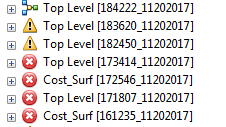 Top Level [184222_11202017]
Top Level [183620_11202017]
Top Level [182450_11202017]
Top Level [173414_11202017]
Cost_Surf [172546_11202017]
Top Level [171807_11202017]
Cost_Surf [161235_11202017]